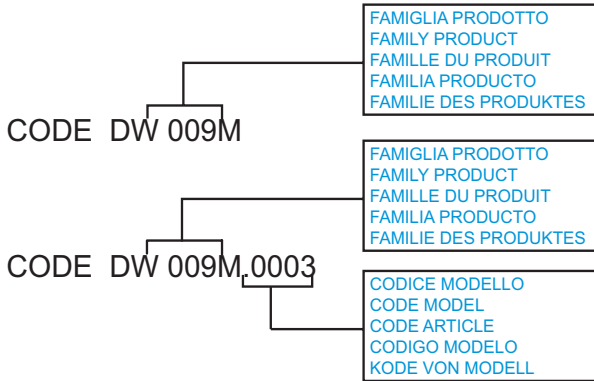 FAMIGLIA PRODOTTO
FAMILY PRODUCT
FAMILLE DU PRODUIT
FAMILIA PRODUCTO
FAMILIE DES PRODUKTES
CODE DW 009M
FAMIGLIA PRODOTTO
FAMILY PRODUCT
FAMILLE DU PRODUIT
FAMILIA PRODUCTO
FAMILIE DES PRODUKTES
CODE DW 009M.0003
CODICE MODELLO
CODE MODEL
CODE ARTICLE
CODIGO MODELO
KODE VON MODELL